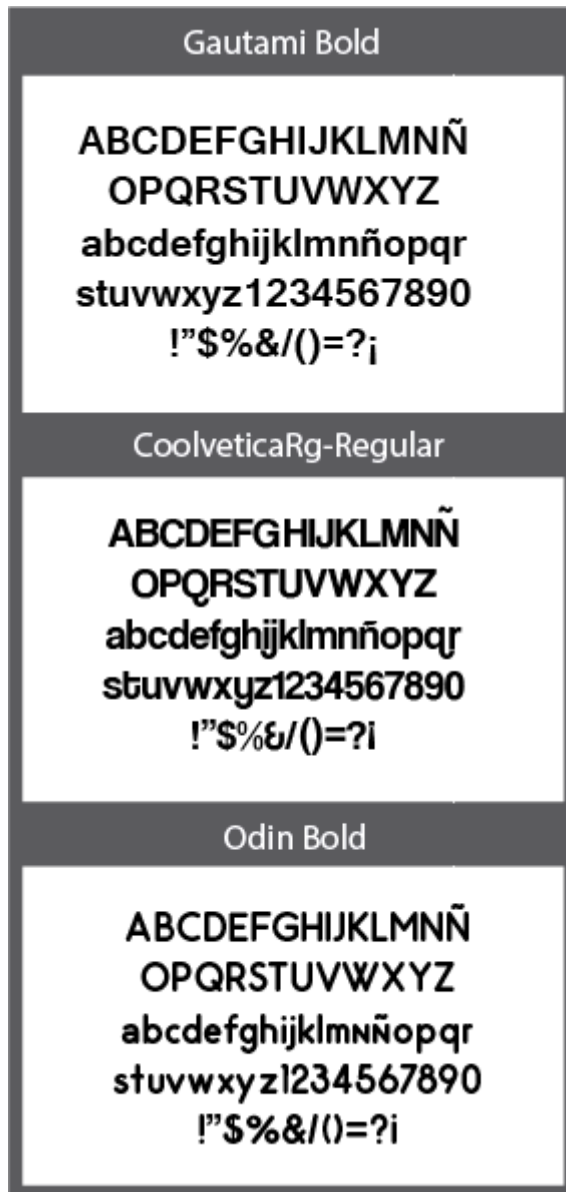 Gautami Bold
ABCDEFGHIJKLMNÑ
OPQRSTUVWXYZ
abcdefghijklmnñopqr
stuvwxyz1234567890
!”$%&/()=?¡
CoolveticaRg-Regular
ABCDEFGHIJKLMNÑ
OPQRSTUVWXYZ
abcdefghijklmnñopqr
stuvwxyz1234567890
!”$%&/()=?¡
Odin Bold
ABCDEFGHIJKLMNÑ
OPQRSTUVWXYZ
abcdefghijklmnñopqr
stuvwxyz1234567890
!”$%&/()=?¡